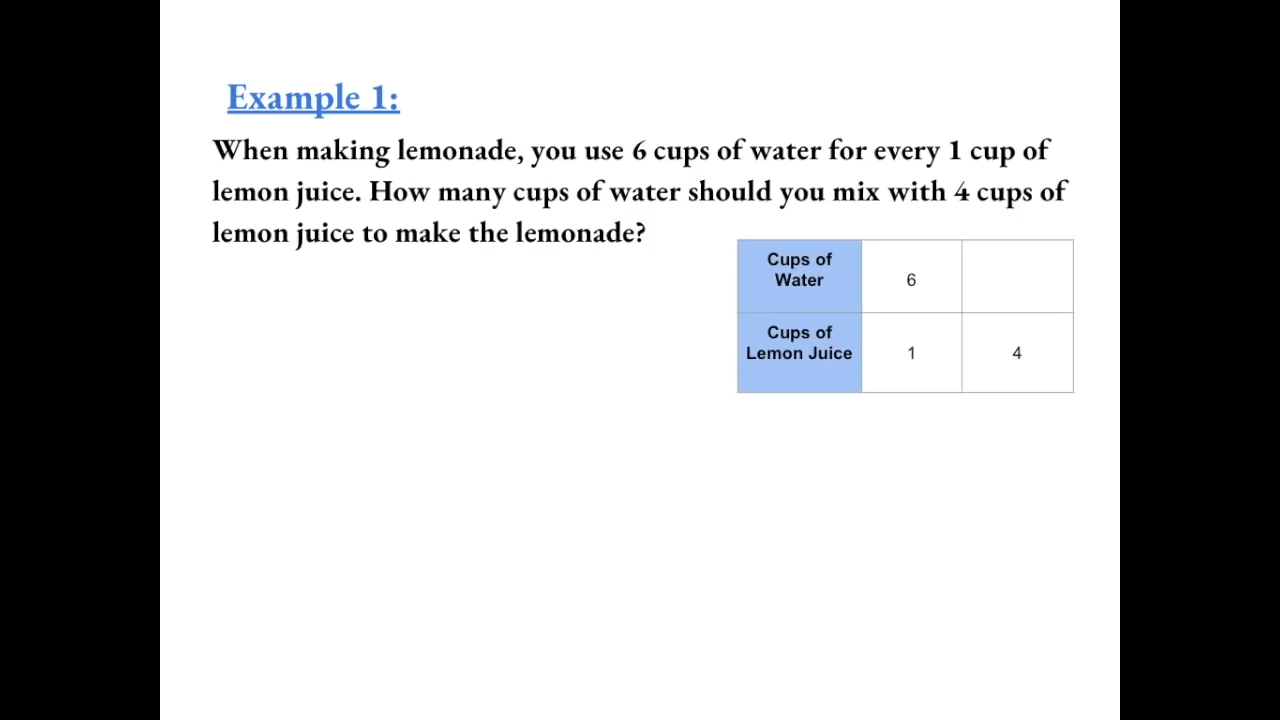 Example 1:
When making lemonade, you use 6 cups of water for every 1 cup of
lemon juice. How many cups of water should you mix with 4 cups of
lemon juice to make the lemonade?
Cups of
Water
6
Cups of
Lemon Juice
1
4